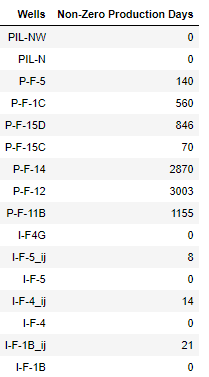 Wells Non-Zero Production Days
PIL-NW 0
PIL-N 0
P-F-5 140
P-F-1C 560
P-F-15D 846
P-F-15C 70
P-F-14 2870
P-F-12 3003
P-F-11B 1155
I-F4G 0
I-F-5_ij 8
I-F-5 0
I-F-4_ij 14
I-F-4 0
I-F-1B_ij 21
I-F-1B 0